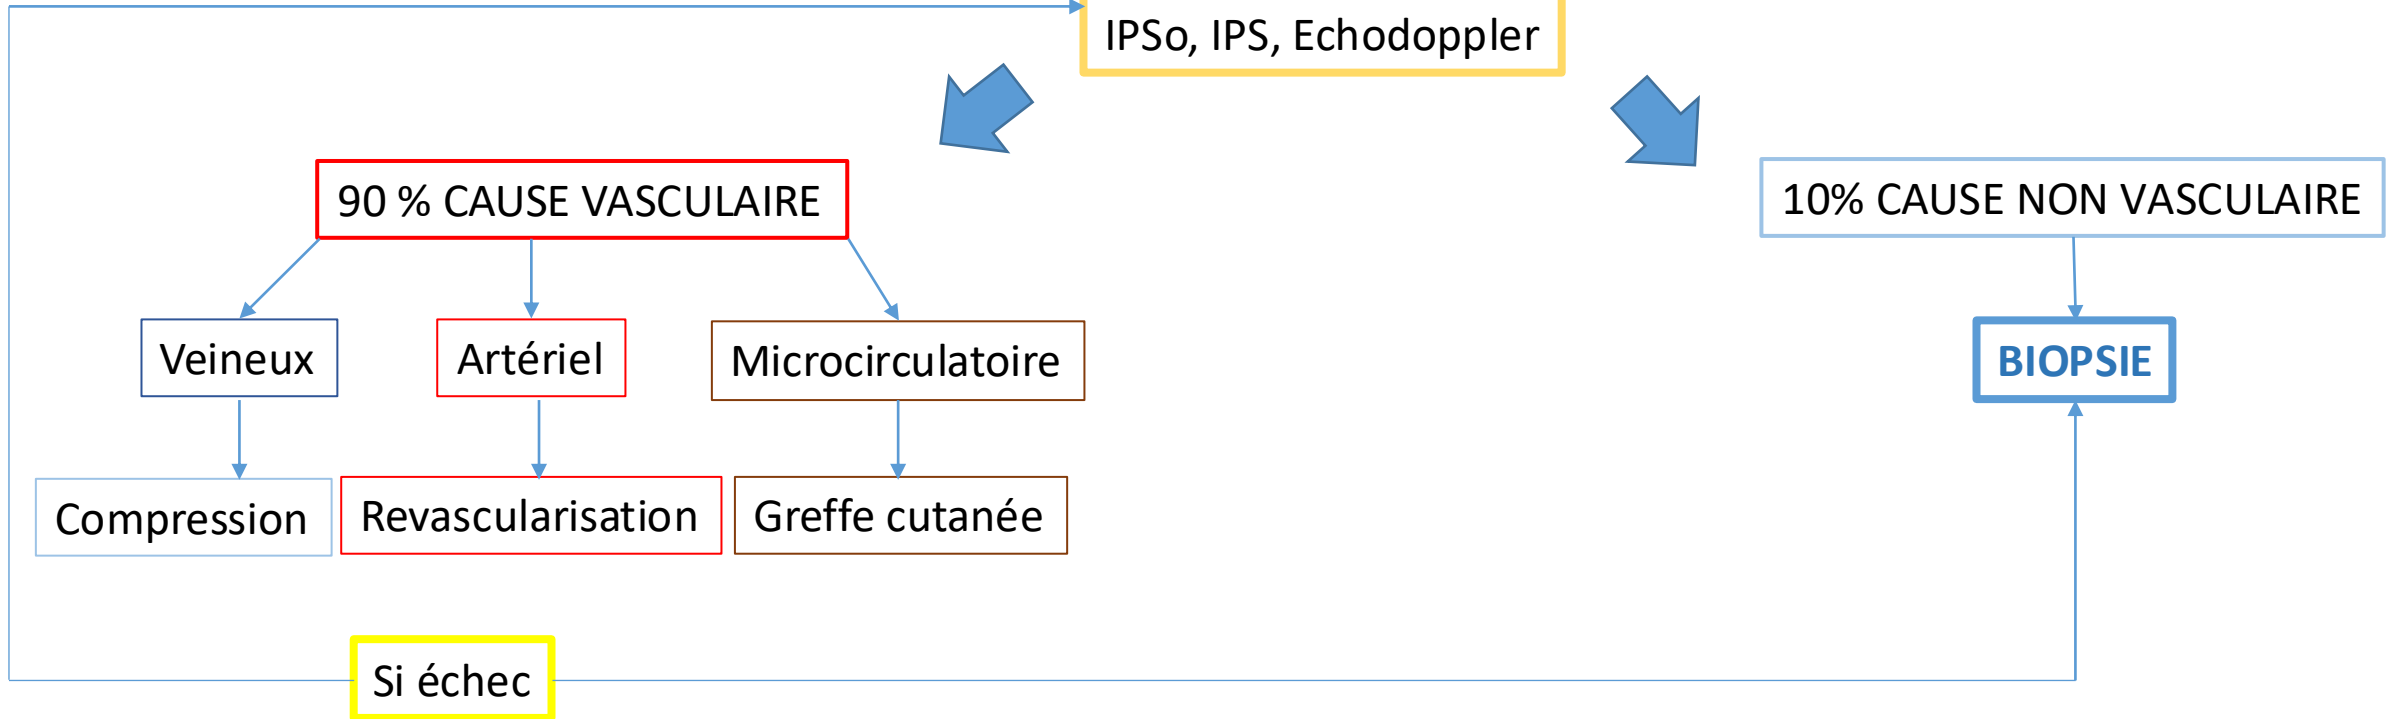 IPSo, IPS, Echodoppler
90 % CAUSE VASCULAIRE
10% CAUSE NON VASCULAIRE
Veineux
Artériel
Microcirculatoire
BIOPSIE
Compression
Revascularisation
Greffe cutanée
Si échec